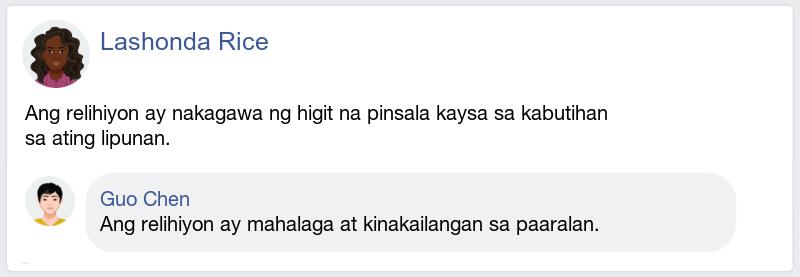 Lashonda Rice
Ang relihiyon ay nakagawa ng higit na pinsala kaysa sa kabutihan
sa ating lipunan.
Guo Chen
Ang relihiyon ay mahalaga at kinakailangan sa paaralan.